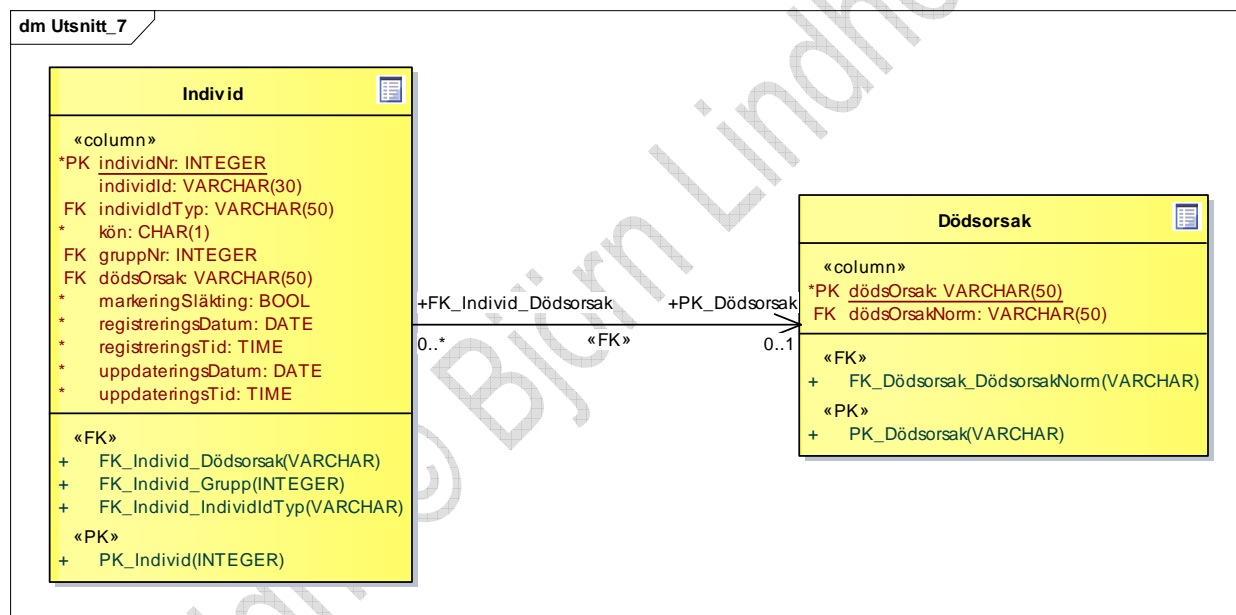 dm Utsnitt_7
Individ
«column»
*PK individNr: INTEGER
individId: VARCHAR(30)
FK individIdTyp: VARCHAR(50)
* kön: CHAR(1)
FK gruppNr: INTEGER
FK dödsOrsak: VARCHAR(50)
* markeringSläkting: BOOL
* registreringsDatum: DATE
* registreringsTid: TIME
* uppdateringsDatum: DATE
* uppdateringsTid: TIME
«FK»
+ FK_Individ_Dödsorsak(VARCHAR)
+ FK_Individ_Grupp(INTEGER)
+ FK_Individ_IndividIdTyp(VARCHAR)
«PK»
+ PK_Individ(INTEGER)
+FK_Individ_Dödsorsak
+PK_Dödsorsak
0..*
«FK»
0..1
Dödsorsak
«column»
*PK dödsOrsak: VARCHAR(50)
FK dödsOrsakNorm: VARCHAR(50)
«FK»
+ FK_Dödsorsak_DödsorsakNorm(VARCHAR)
«PK»
+ PK_Dödsorsak(VARCHAR)
© Björn